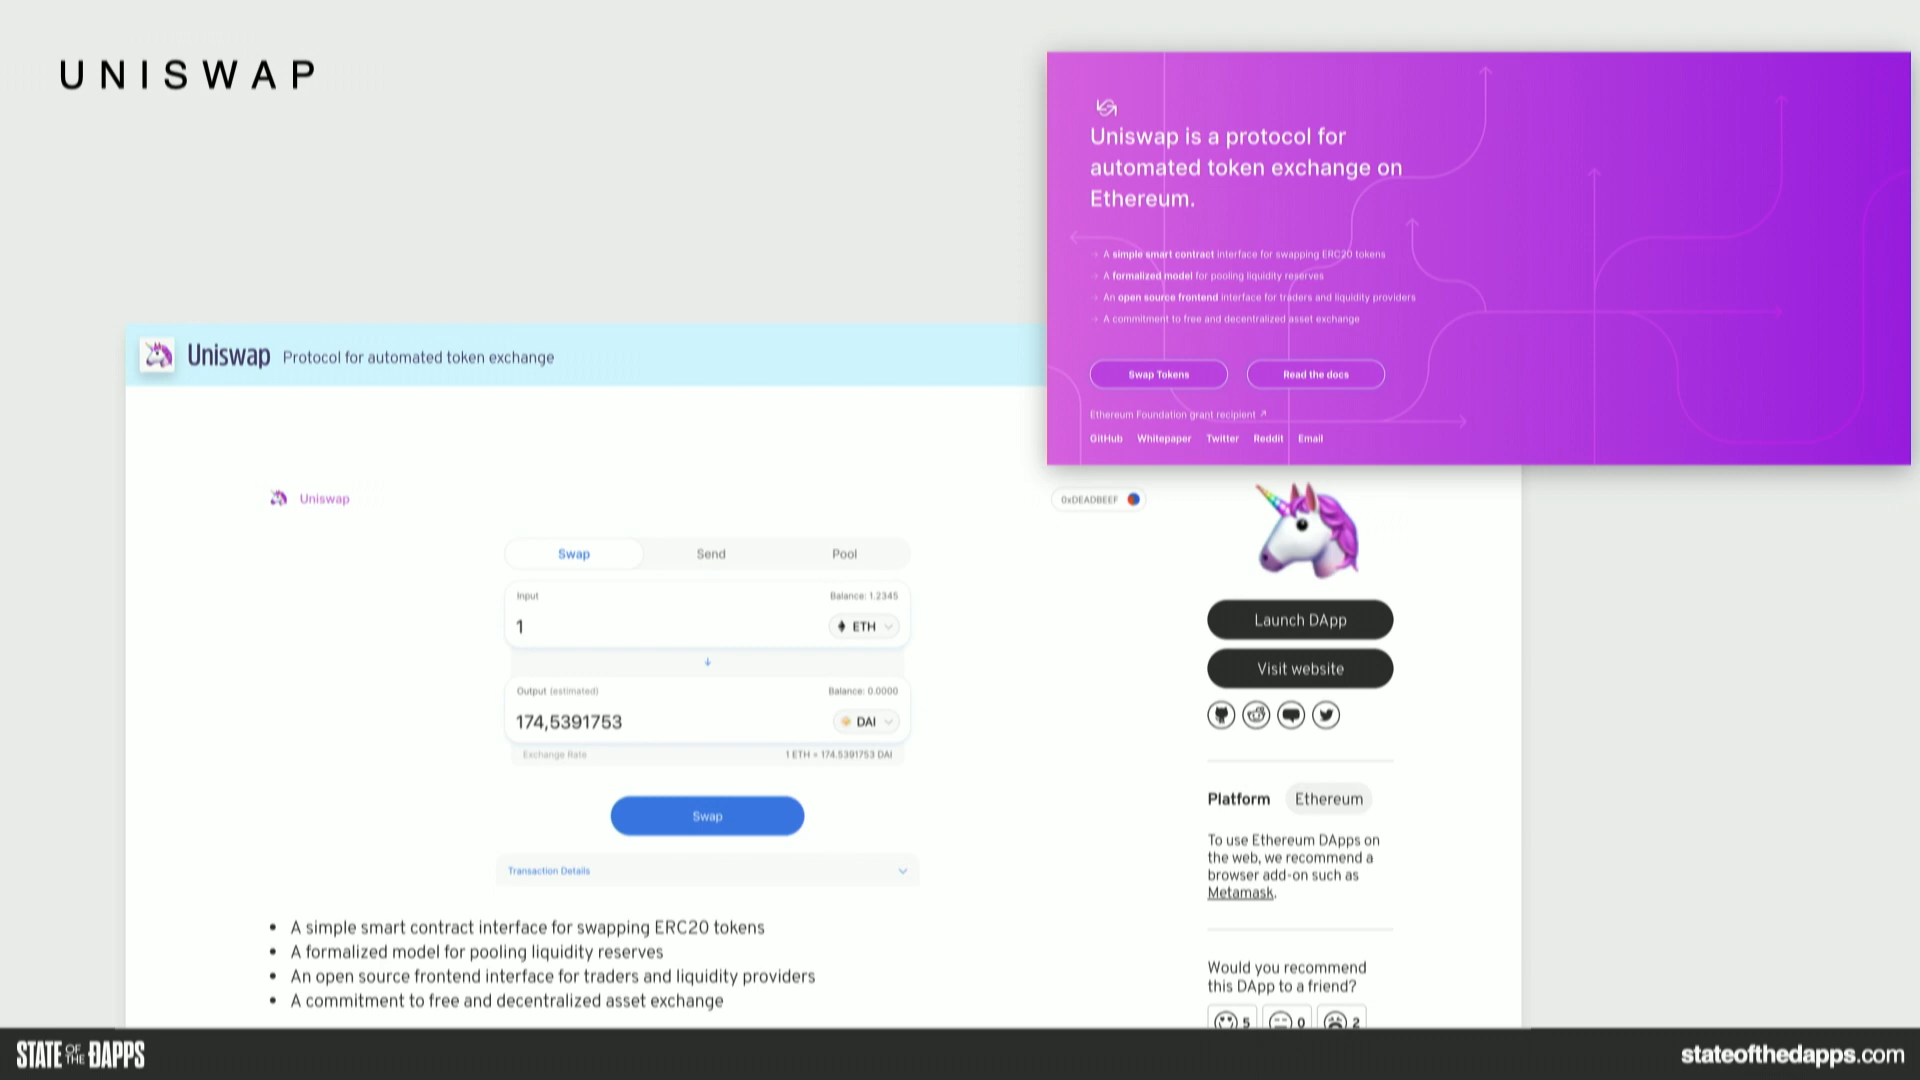 UNISWAP
Uniswap is a protocol for
automated token exchange on
Ethereum.
→ A simple smart contract interface for swapping ERC20 tokens
→ A formalized model for pooling liquidity reserves
→ An open source frontend interface for traders and liquidity providers
→ A commitment to free and decentralized asset exchange
Swap Tokens Read the docs
Ethereum Foundation grant recipient ↗
GitHub Whitepaper Twitter Reddit Email
Uniswap Protocol for automated token exchange
Uniswap
0xDEADBEEF
Swap Send Pool
Input Balance: 1.2345
1 ETH
Output (estimated) Balance: 0.0000
174,5391753 DAI
Exchange Rate 1 ETH = 174.5391753 DAI
Swap
Transaction Details
• A simple smart contract interface for swapping ERC20 tokens
• A formalized model for pooling liquidity reserves
• An open source frontend interface for traders and liquidity providers
• A commitment to free and decentralized asset exchange
Launch DApp
Visit website
Platform Ethereum
To use Ethereum DApps on
the web, we recommend a
browser add-on such as
Metamask.
Would you recommend
this DApp to a friend?
5 0 2
STATE OF THE ĐAPPS
stateofthedapps.com